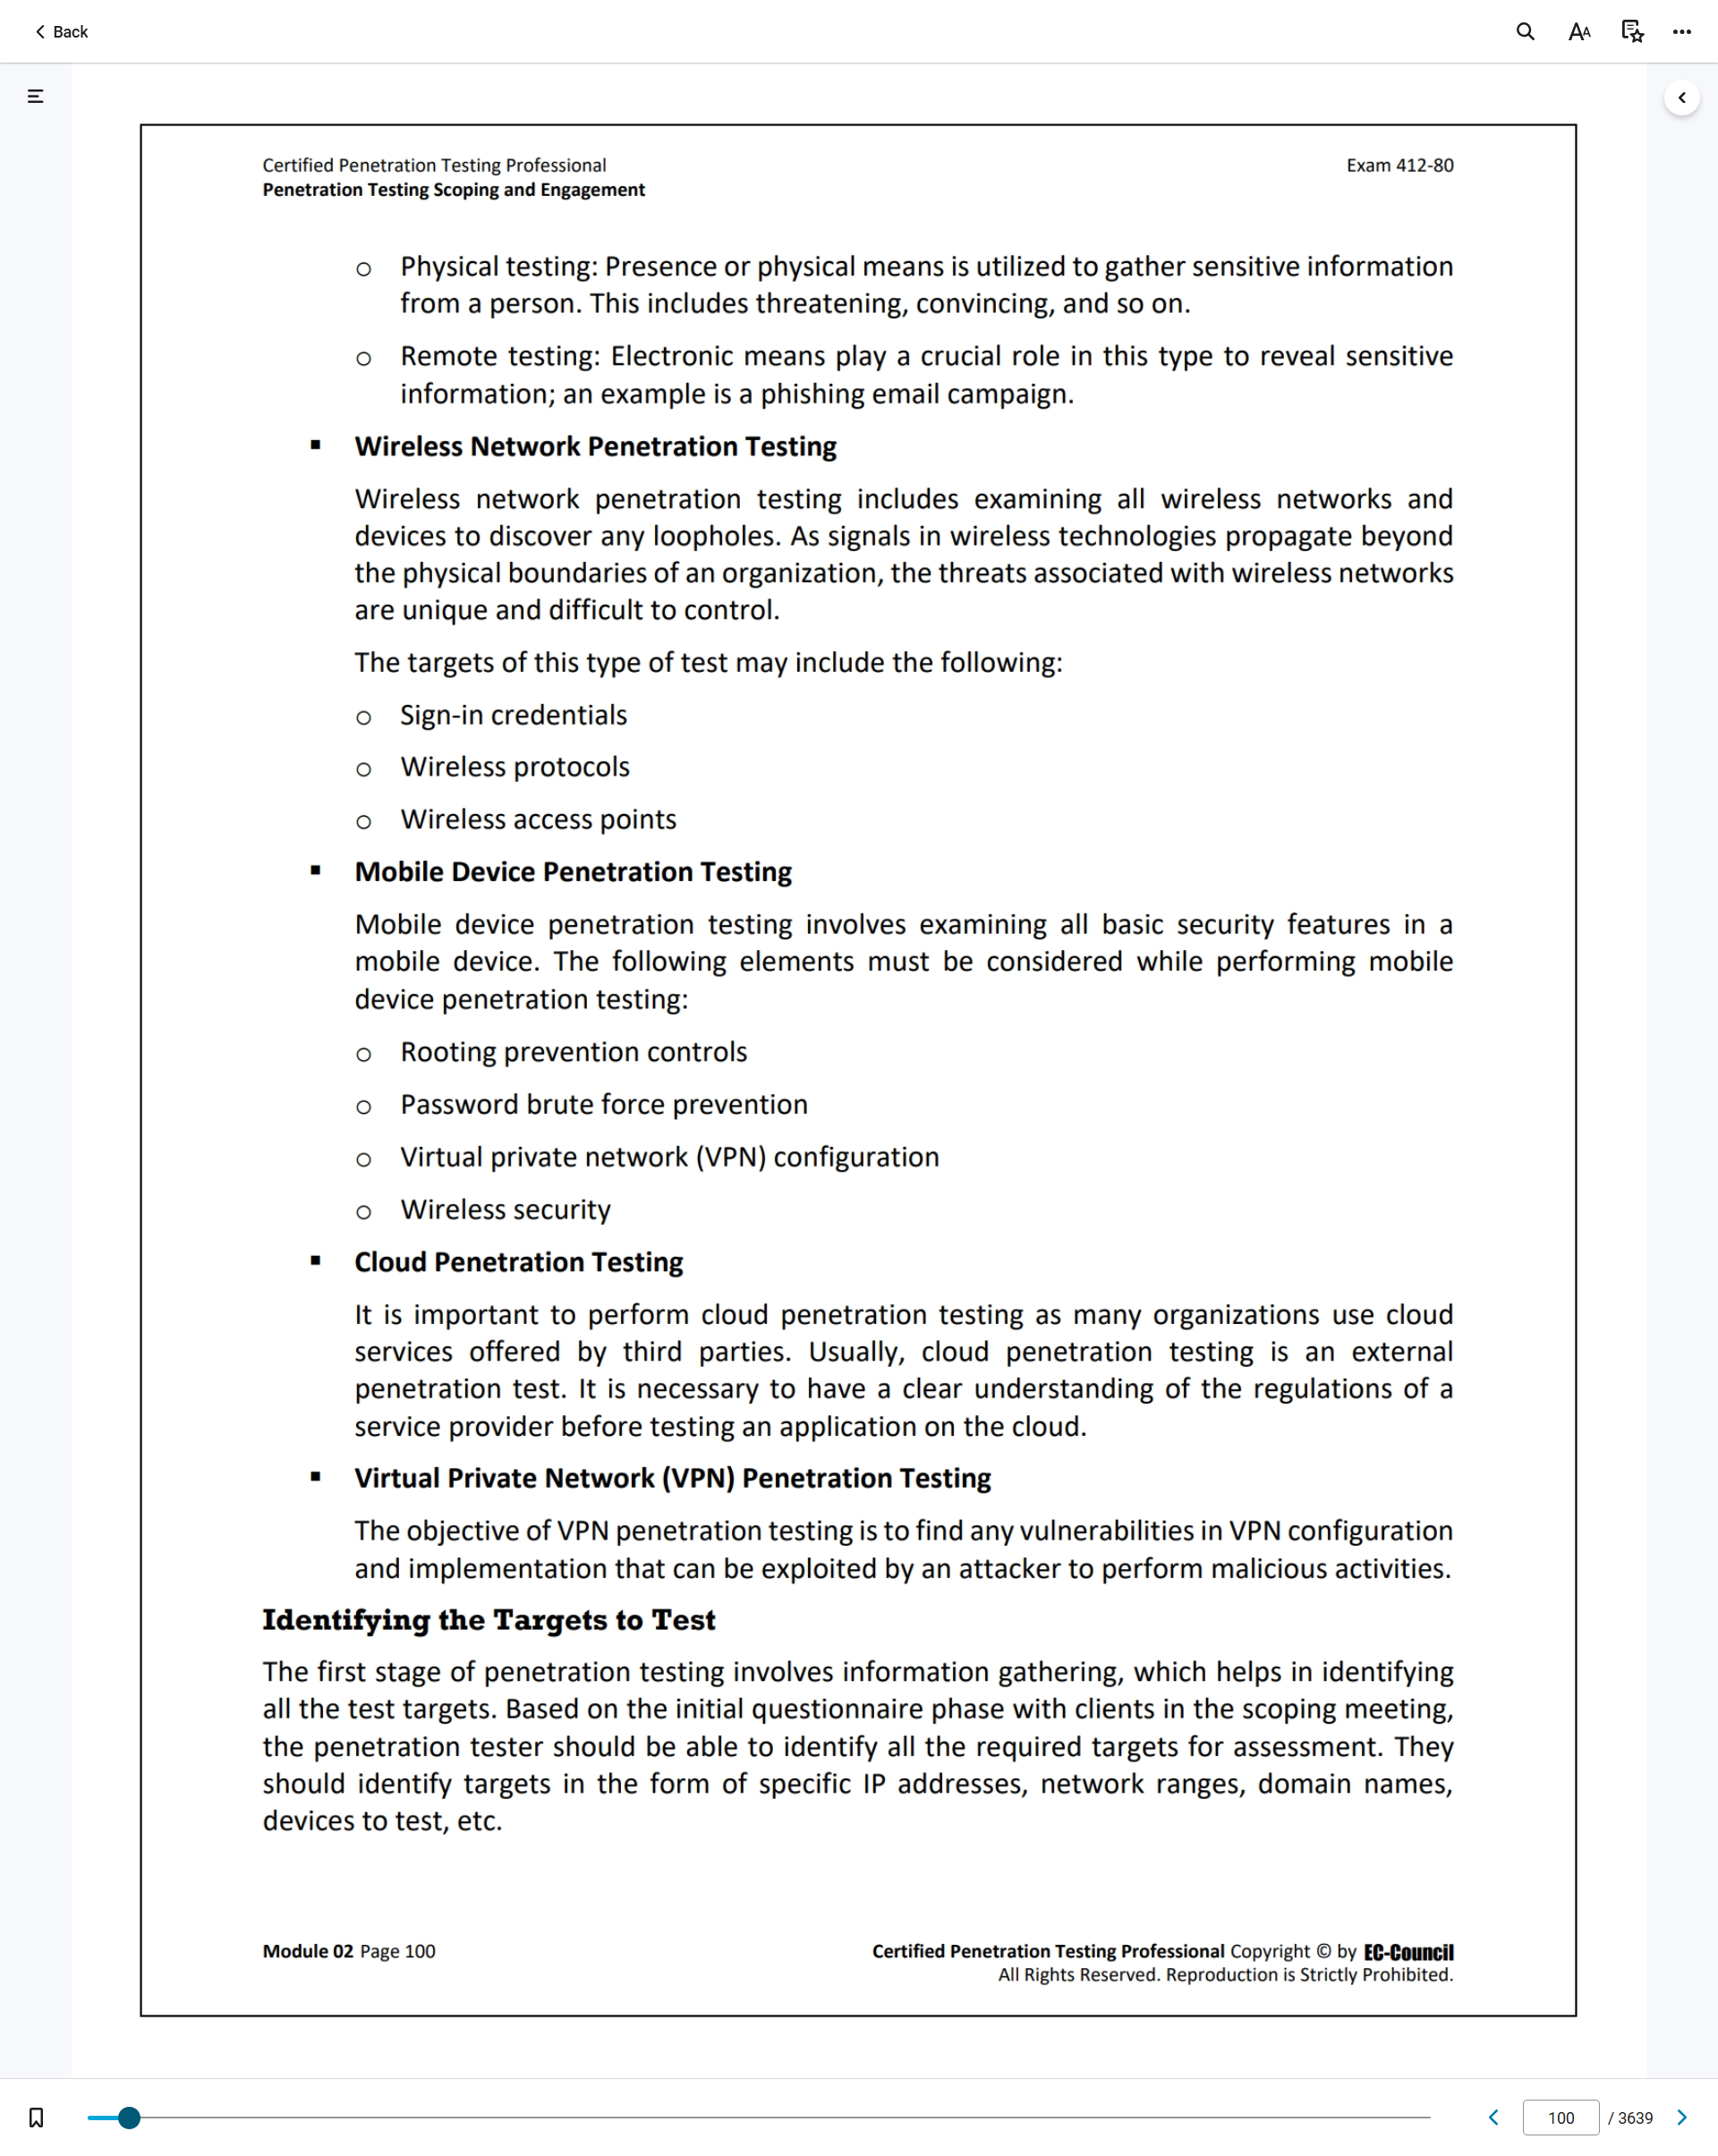 Back
Certified Penetration Testing Professional
Exam 412-80
Penetration Testing Scoping and Engagement
Physical testing: Presence or physical means is utilized to gather sensitive information
from a person. This includes threatening, convincing, and so on.
Remote testing: Electronic means play a crucial role in this type to reveal sensitive
information; an example is a phishing email campaign.
Wireless Network Penetration Testing
Wireless network penetration testing includes examining all wireless networks and
devices to discover any loopholes. As signals in wireless technologies propagate beyond
the physical boundaries of an organization, the threats associated with wireless networks
are unique and difficult to control.
The targets of this type of test may include the following:
Sign-in credentials
Wireless protocols
Wireless access points
Mobile Device Penetration Testing
Mobile device penetration testing involves examining all basic security features in a
mobile device. The following elements must be considered while performing mobile
device penetration testing:
Rooting prevention controls
Password brute force prevention
Virtual private network (VPN) configuration
Wireless security
Cloud Penetration Testing
It is important to perform cloud penetration testing as many organizations use cloud
services offered by third parties. Usually, cloud penetration testing is an external
penetration test. It is necessary to have a clear understanding of the regulations of a
service provider before testing an application on the cloud.
Virtual Private Network (VPN) Penetration Testing
The objective of VPN penetration testing is to find any vulnerabilities in VPN configuration
and implementation that can be exploited by an attacker to perform malicious activities.
Identifying the Targets to Test
The first stage of penetration testing involves information gathering, which helps in identifying
all the test targets. Based on the initial questionnaire phase with clients in the scoping meeting,
the penetration tester should be able to identify all the required targets for assessment. They
should identify targets in the form of specific IP addresses, network ranges, domain names,
devices to test, etc.
Module 02 Page 100
Certified Penetration Testing Professional Copyright © by EC-Council
All Rights Reserved. Reproduction is Strictly Prohibited.
100 / 3639